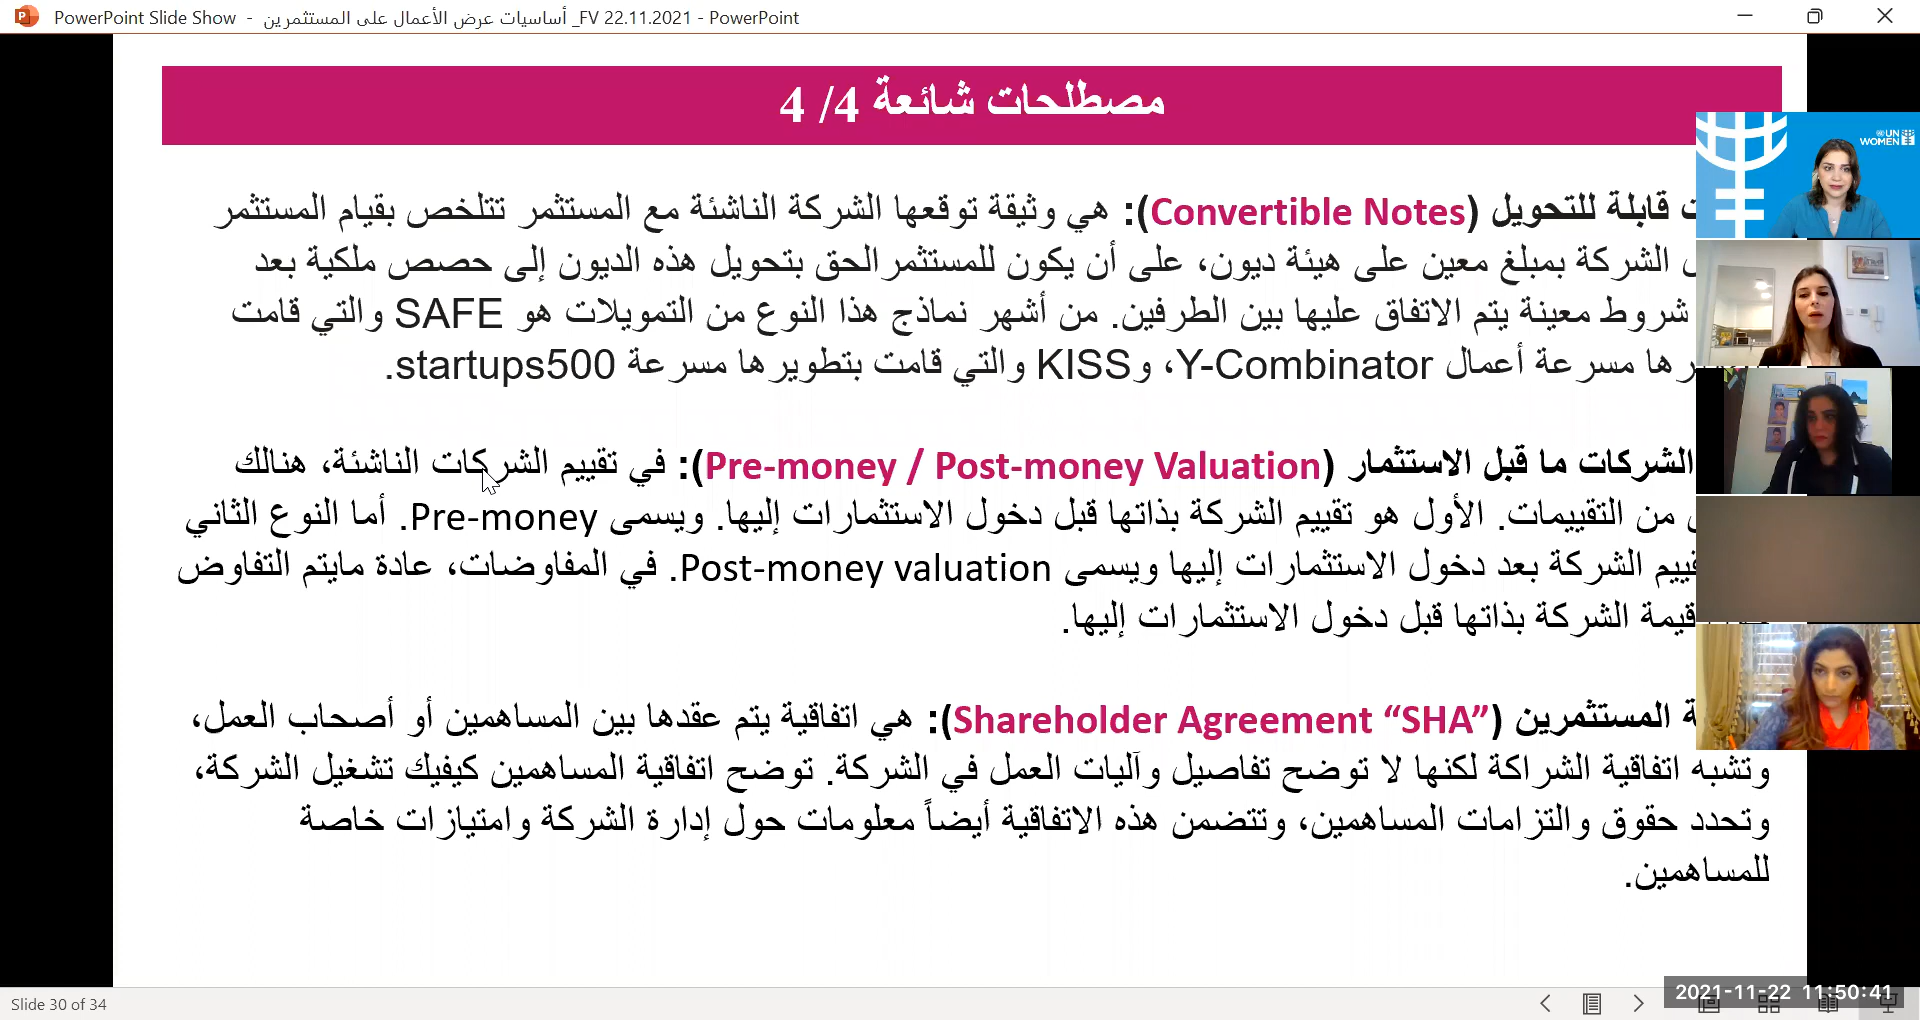 PowerPoint Slide Show - أساسيات عرض الأعمال على المستثمرين _FV 22.11.2021 - PowerPoint
مصطلحات شائعة 4/ 4
UN
WOMEN
قابلة للتحويل (Convertible Notes): هي وثيقة توقعها الشركة الناشئة مع المستثمر تتلخص بقيام المستثمر
الشركة بمبلغ معين على هيئة ديون، على أن يكون للمستثمرالحق بتحويل هذه الديون إلى حصص ملكية بعد
شروط معينة يتم الاتفاق عليها بين الطرفين. من أشهر نماذج هذا النوع من التمويلات هو SAFE والتي قامت
مسرعة أعمال Y-Combinator، وKISS والتي قامت بتطويرها مسرعة 500startups.
الشركات ما قبل الاستثمار (Pre-money / Post-money Valuation): في تقييم الشركات الناشئة، هنالك
من التقييمات. الأول هو تقييم الشركة بذاتها قبل دخول الاستثمارات إليها. ويسمى Pre-money. أما النوع الثاني
الشركة بعد دخول الاستثمارات إليها ويسمى Post-money valuation. في المفاوضات، عادة مايتم التفاوض
قيمة الشركة بذاتها قبل دخول الاستثمارات إليها.
المستثمرين (Shareholder Agreement “SHA”): هي اتفاقية يتم عقدها بين المساهمين أو أصحاب العمل،
وتشبه اتفاقية الشراكة لكنها لا توضح تفاصيل وآليات العمل في الشركة. توضح اتفاقية المساهمين كيفيك تشغيل الشركة،
وتحدد حقوق والتزامات المساهمين، وتتضمن هذه الاتفاقية أيضاً معلومات حول إدارة الشركة وامتيازات خاصة
للمساهمين.
Slide 30 of 34
2021-11-22 11:50:41